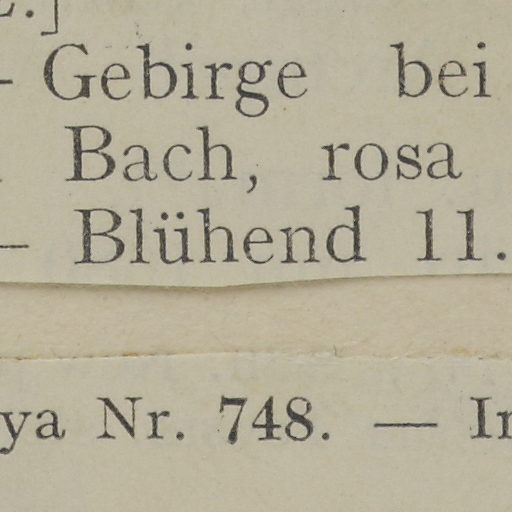 .]
- Gebirge bei
Bach, rosa
— Blühend 11.
ya Nr. 748. — In